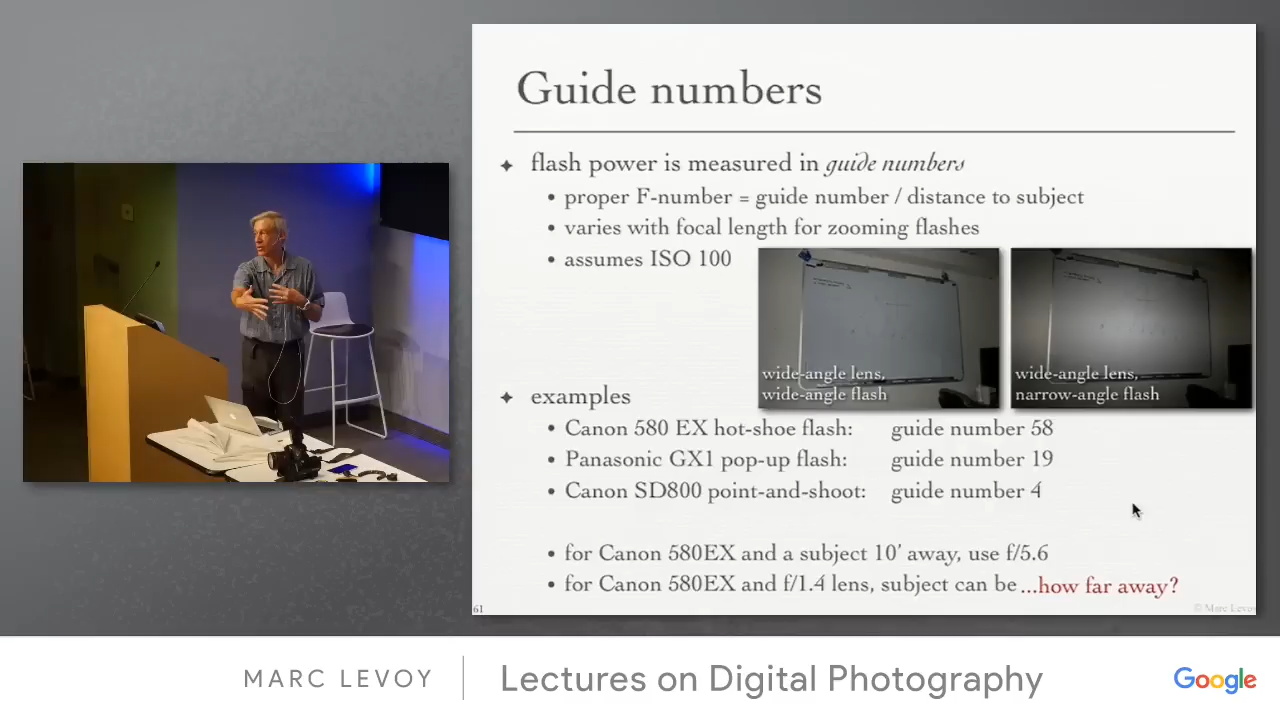 Guide numbers
✦ flash power is measured in guide numbers
• proper F-number = guide number / distance to subject
• varies with focal length for zooming flashes
• assumes ISO 100
wide-angle lens,
wide-angle flash
wide-angle lens,
narrow-angle flash
✦ examples
• Canon 580 EX hot-shoe flash: guide number 58
• Panasonic GX1 pop-up flash: guide number 19
• Canon SD800 point-and-shoot: guide number 4
• for Canon 580EX and a subject 10' away, use f/5.6
• for Canon 580EX and f/1.4 lens, subject can be ...how far away?
61
© Marc Levoy
MARC LEVOY
Lectures on Digital Photography
Google